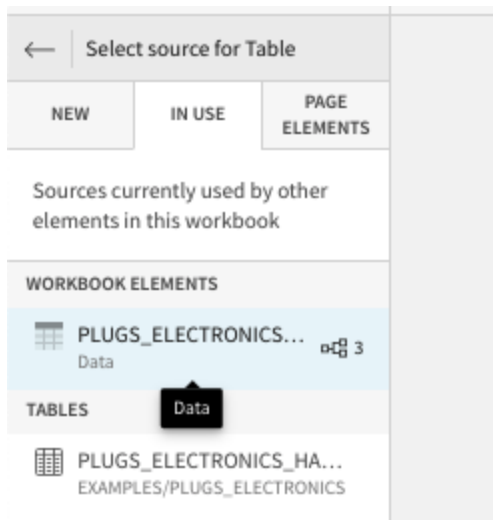 ← Select source for Table
NEW
IN USE
PAGE
ELEMENTS
Sources currently used by other
elements in this workbook
WORKBOOK ELEMENTS
PLUGS_ELECTRONICS... 3
Data
Data
TABLES
PLUGS_ELECTRONICS_HA...
EXAMPLES/PLUGS_ELECTRONICS